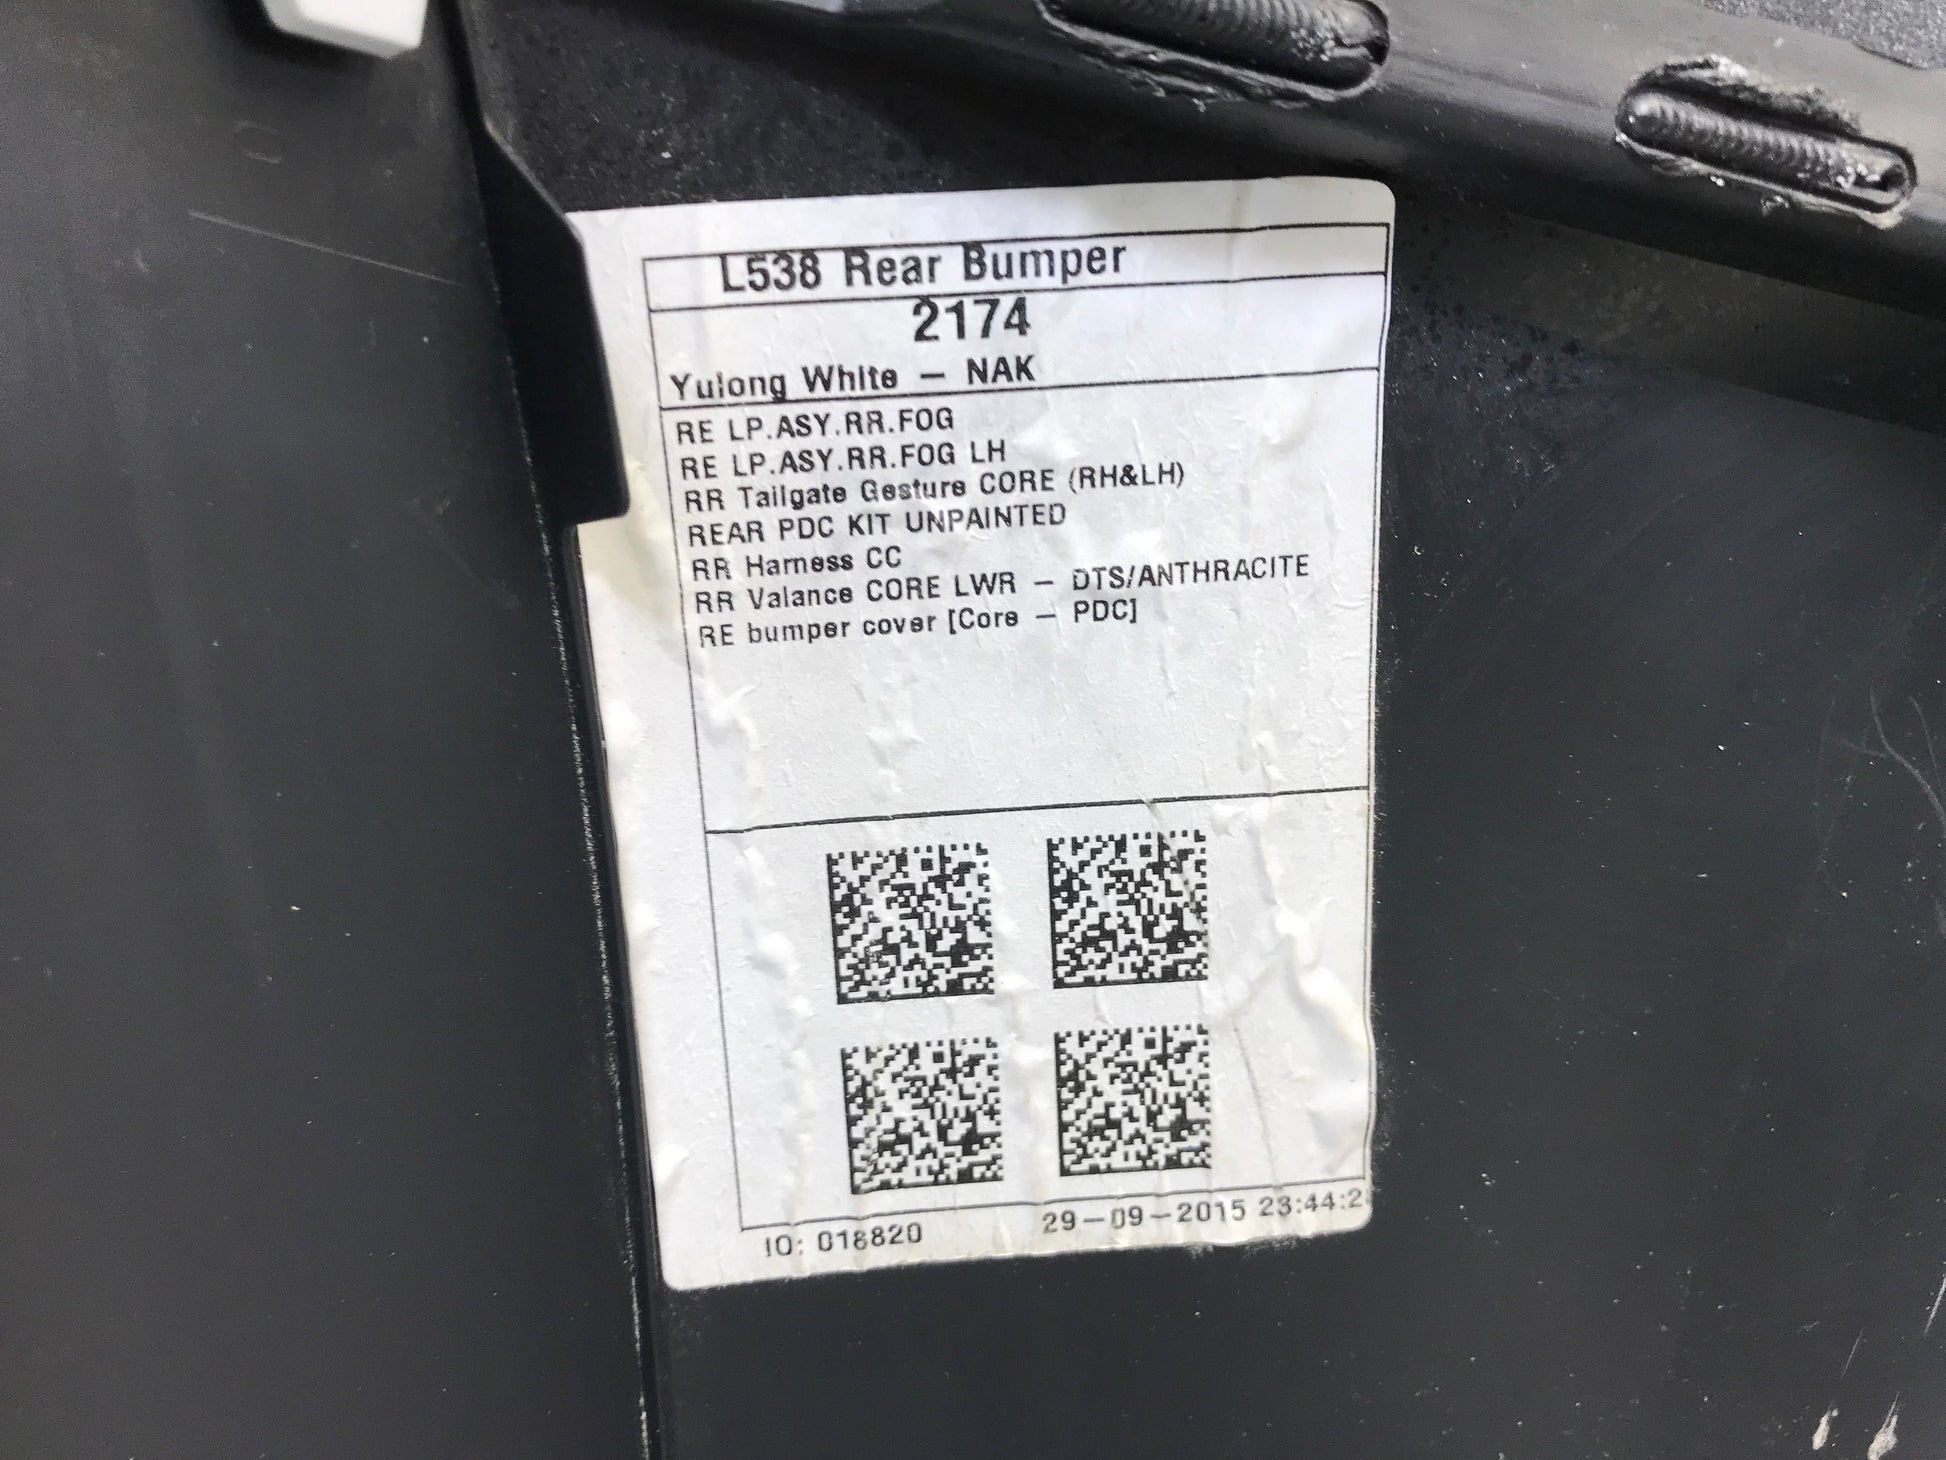 L538 Rear Bumper
2174
Yulong White – NAK
RE LP.ASY.RR.FOG
RE LP.ASY.RR.FOG LH
RR Tailgate Gesture CORE (RH&LH)
REAR PDC KIT UNPAINTED
RR Harness CC
RR Valance CORE LWR – DTS/ANTHRACITE
RE bumper cover [Core – PDC]
ID: 018820 29-09-2015 23:44:2